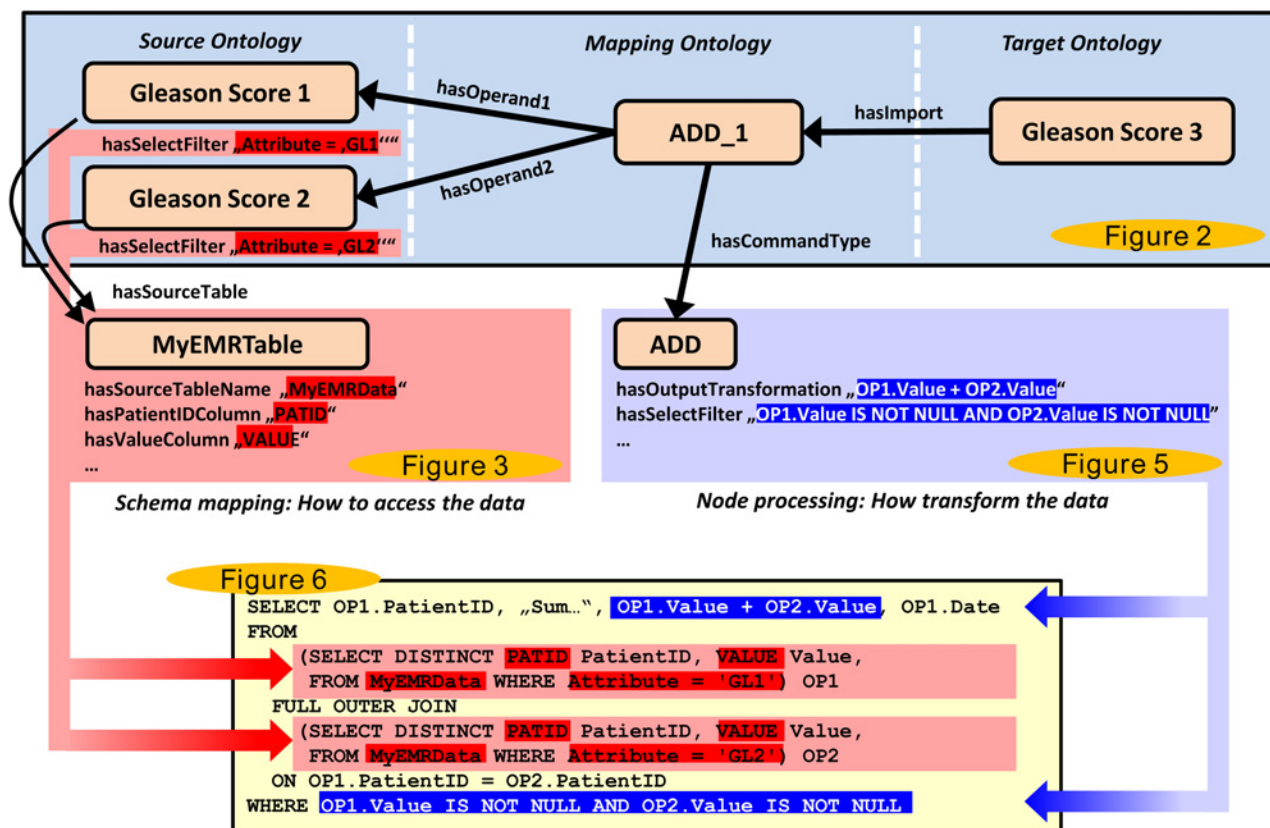 Source Ontology
Mapping Ontology
Target Ontology
Gleason Score 1
hasOperand1
ADD_1
hasImport
Gleason Score 3
hasSelectFilter „Attribute = ‚GL1‘“
Gleason Score 2
hasOperand2
hasSelectFilter „Attribute = ‚GL2‘“
hasCommandType
Figure 2
hasSourceTable
MyEMRTable
hasSourceTableName „MyEMRData“
hasPatientIDColumn „PATID“
hasValueColumn „VALUE“
...
Figure 3
Schema mapping: How to access the data
ADD
hasOutputTransformation „OP1.Value + OP2.Value“
hasSelectFilter „OP1.Value IS NOT NULL AND OP2.Value IS NOT NULL”
...
Figure 5
Node processing: How transform the data
Figure 6
SELECT OP1.PatientID, „Sum…“, OP1.Value + OP2.Value, OP1.Date
FROM
(SELECT DISTINCT PATID PatientID, VALUE Value,
FROM MyEMRData WHERE Attribute = 'GL1') OP1
FULL OUTER JOIN
(SELECT DISTINCT PATID PatientID, VALUE Value,
FROM MyEMRData WHERE Attribute = 'GL2') OP2
ON OP1.PatientID = OP2.PatientID
WHERE OP1.Value IS NOT NULL AND OP2.Value IS NOT NULL